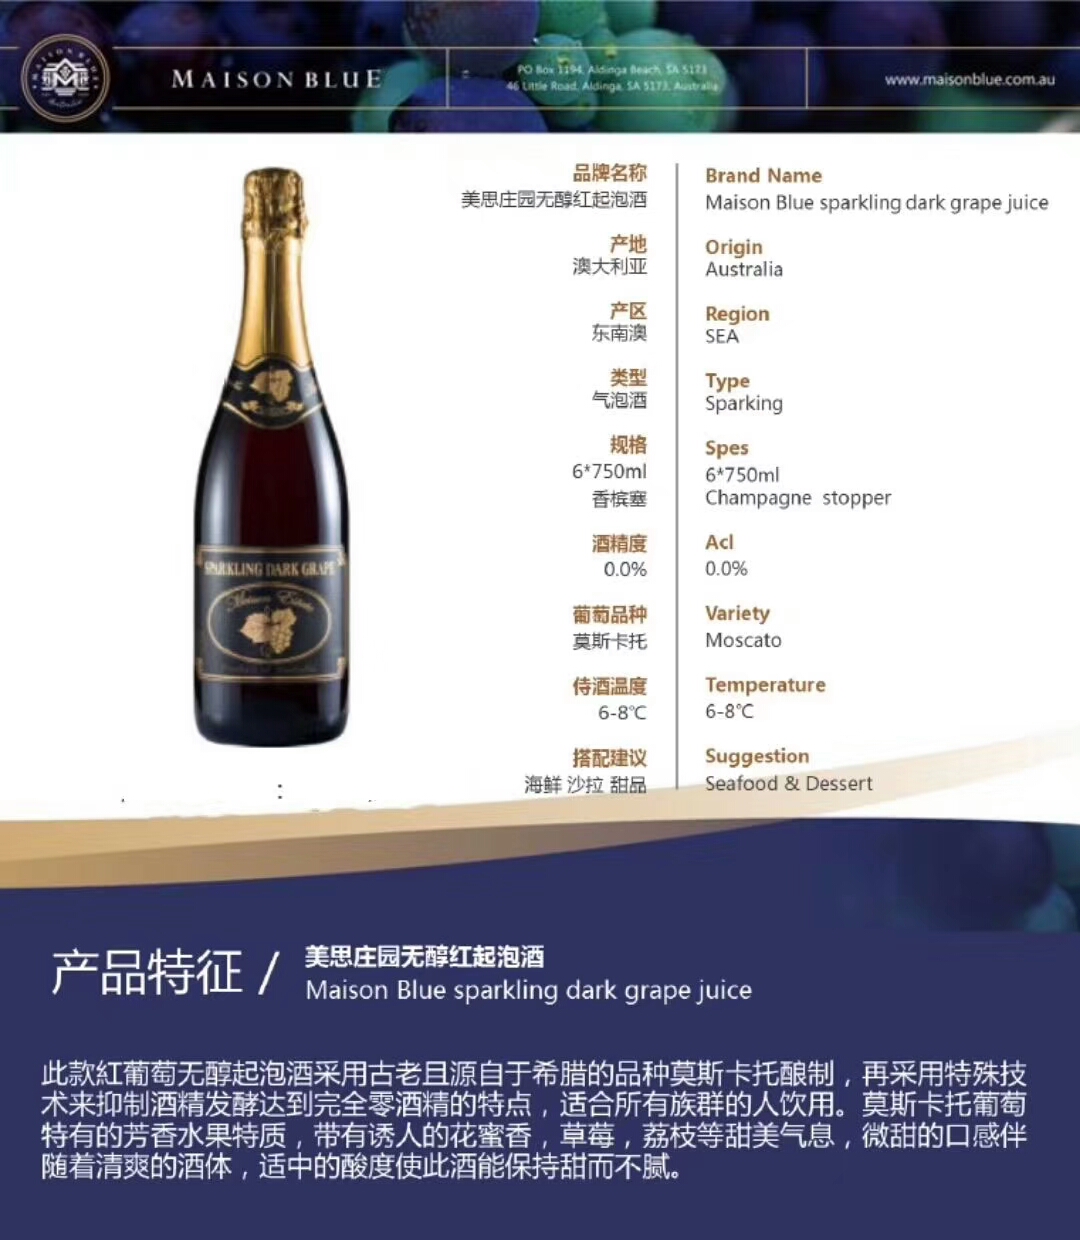 MAISON BLUE
Australia
MAISON BLUE
PO Box 1194, Aldinga Beach, SA 5173
46 Little Road, Aldinga, SA 5173, Australia
www.maisonblue.com.au
品牌名称
美思庄园无醇红起泡酒
Brand Name
Maison Blue sparkling dark grape juice
产地
澳大利亚
Origin
Australia
产区
东南澳
Region
SEA
类型
气泡酒
Type
Sparking
规格
6*750ml
香槟塞
Spes
6*750ml
Champagne stopper
酒精度
0.0%
Acl
0.0%
葡萄品种
莫斯卡托
Variety
Moscato
侍酒温度
6-8℃
Temperature
6-8℃
搭配建议
海鲜 沙拉 甜品
Suggestion
Seafood & Dessert
SPARKLING DARK GRAPE
:
产品特征 /
美思庄园无醇红起泡酒
Maison Blue sparkling dark grape juice
此款紅葡萄无醇起泡酒采用古老且源自于希腊的品种莫斯卡托酿制，再采用特殊技
术来抑制酒精发酵达到完全零酒精的特点，适合所有族群的人饮用。莫斯卡托葡萄
特有的芳香水果特质，带有诱人的花蜜香，草莓，荔枝等甜美气息，微甜的口感伴
随着清爽的酒体，适中的酸度使此酒能保持甜而不腻。